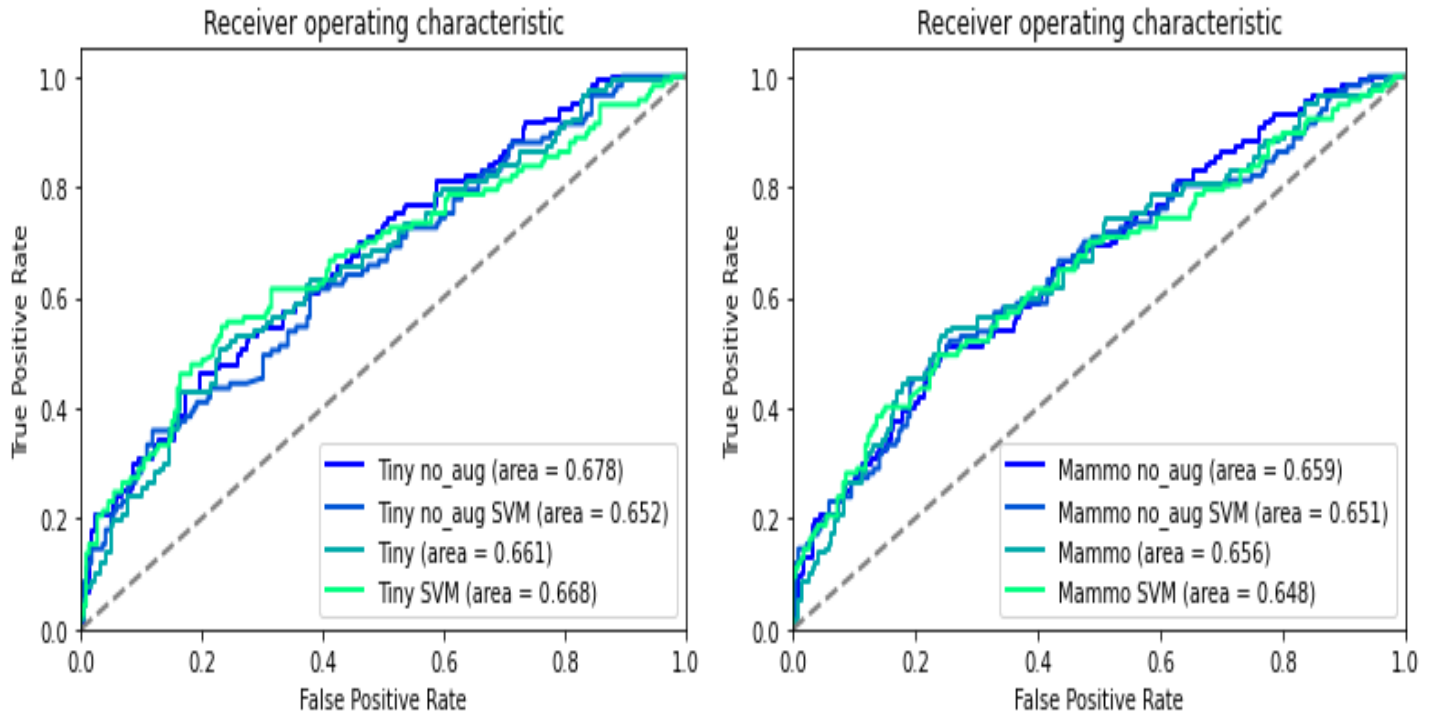 Receiver operating characteristic
True Positive Rate
1.0
0.8
0.6
0.4
0.2
0.0
Tiny no_aug (area = 0.678)
Tiny no_aug SVM (area = 0.652)
Tiny (area = 0.661)
Tiny SVM (area = 0.668)
0.0 0.2 0.4 0.6 0.8 1.0
False Positive Rate
Receiver operating characteristic
True Positive Rate
1.0
0.8
0.6
0.4
0.2
0.0
Mammo no_aug (area = 0.659)
Mammo no_aug SVM (area = 0.651)
Mammo (area = 0.656)
Mammo SVM (area = 0.648)
0.0 0.2 0.4 0.6 0.8 1.0
False Positive Rate